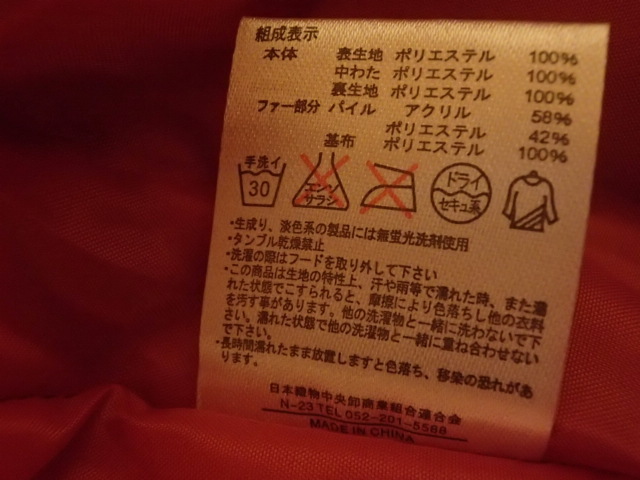 組成表示
本体 表生地 ポリエステル 100%
中わた ポリエステル 100%
裏生地 ポリエステル 100%
ファー部分 パイル アクリル 58%
ポリエステル 42%
基布 ポリエステル 100%
手洗イ
30
エンソ
サラシ
ドライ
セキユ系
・生成り、淡色系の製品には無蛍光洗剤使用
・タンブル乾燥禁止
・洗濯の際はフードを取り外して下さい
・この商品は生地の特性上、汗や雨等で濡れた時、また濡
れた状態でこすられると、摩擦により色落ちし他の衣料
を汚す事があります。他の洗濯物と一緒に洗わないで下
さい。濡れた状態で他の洗濯物と一緒に重ね合わせない
で下さい。
・長時間濡れたまま放置しますと色落ち、移染の恐れがあ
ります。
日本織物中央卸商業組合連合会
N-23 TEL 052-201-5588
MADE IN CHINA